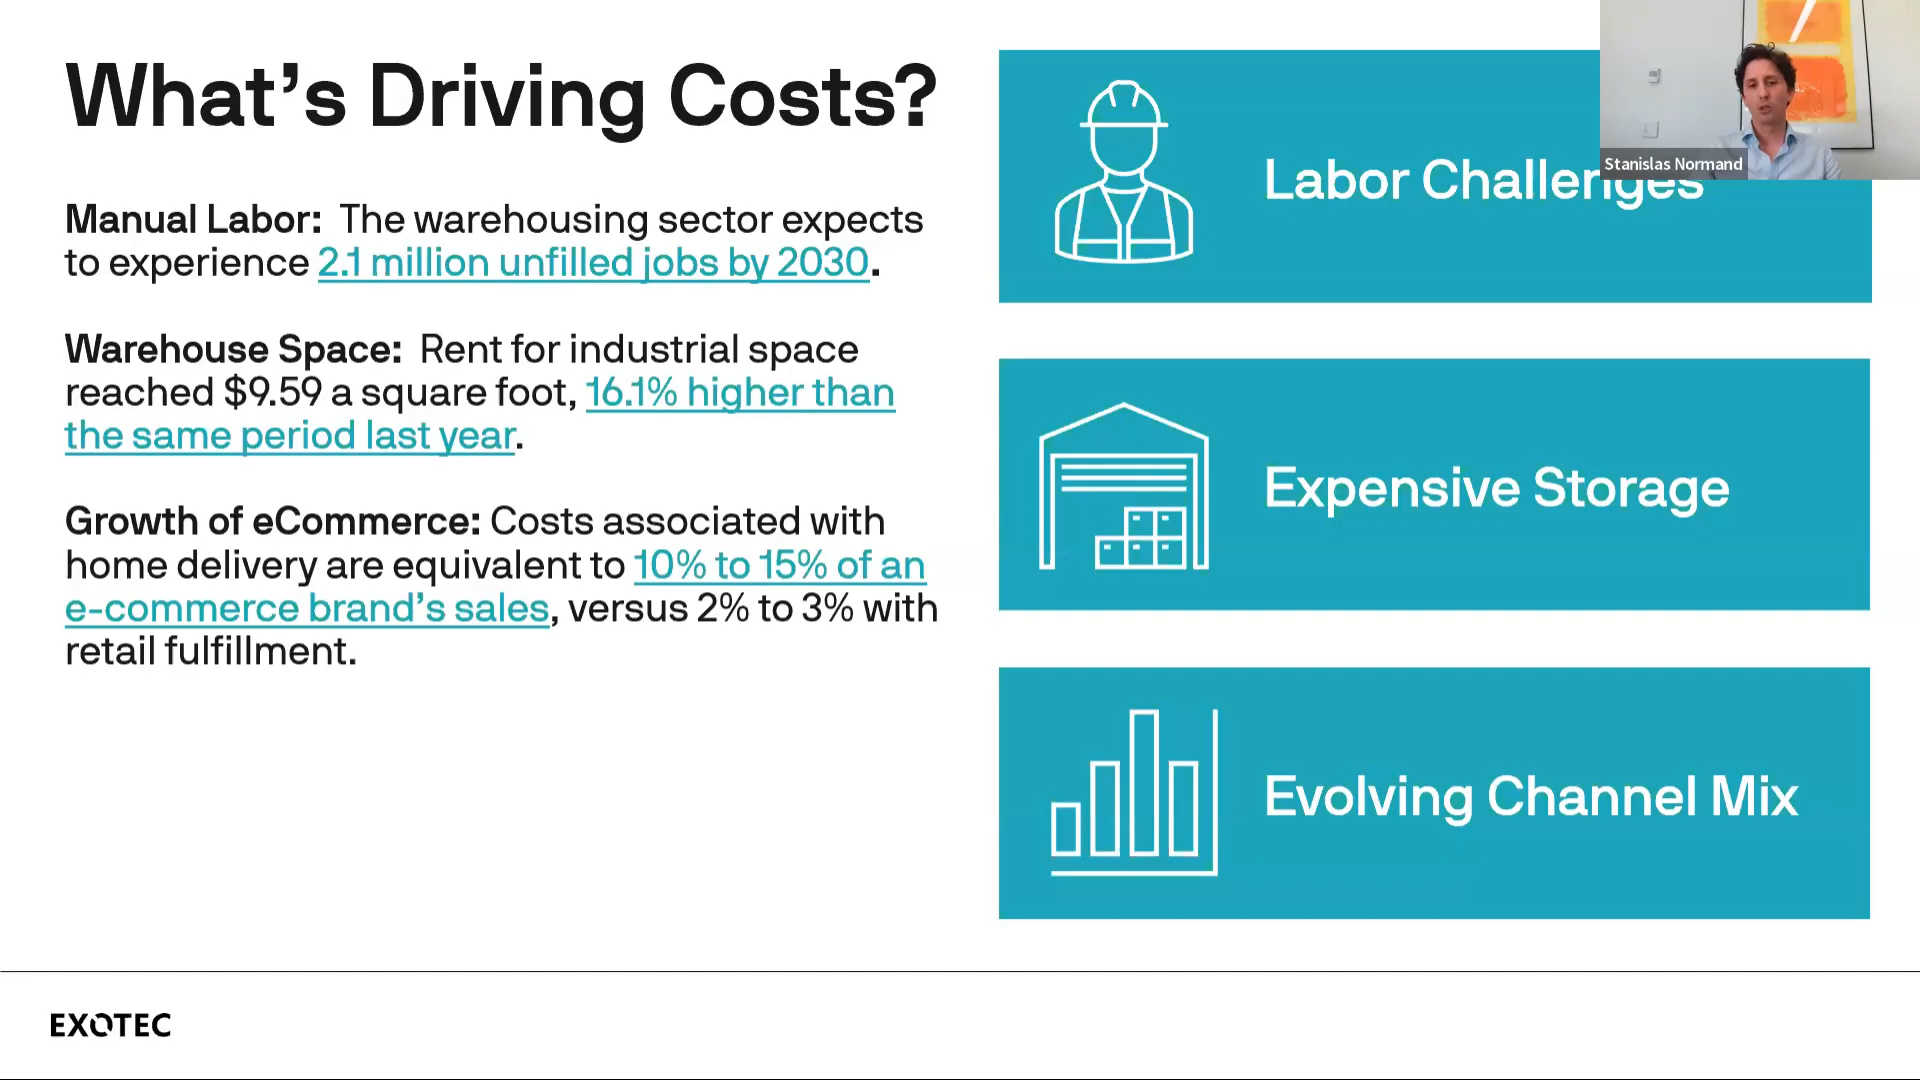 What's Driving Costs?
Manual Labor: The warehousing sector expects
to experience 2.1 million unfilled jobs by 2030.
Warehouse Space: Rent for industrial space
reached $9.59 a square foot, 16.1% higher than
the same period last year.
Growth of eCommerce: Costs associated with
home delivery are equivalent to 10% to 15% of an
e-commerce brand's sales, versus 2% to 3% with
retail fulfillment.
Labor Challenges
Expensive Storage
Evolving Channel Mix
Stanislas Normand
EXOTEC